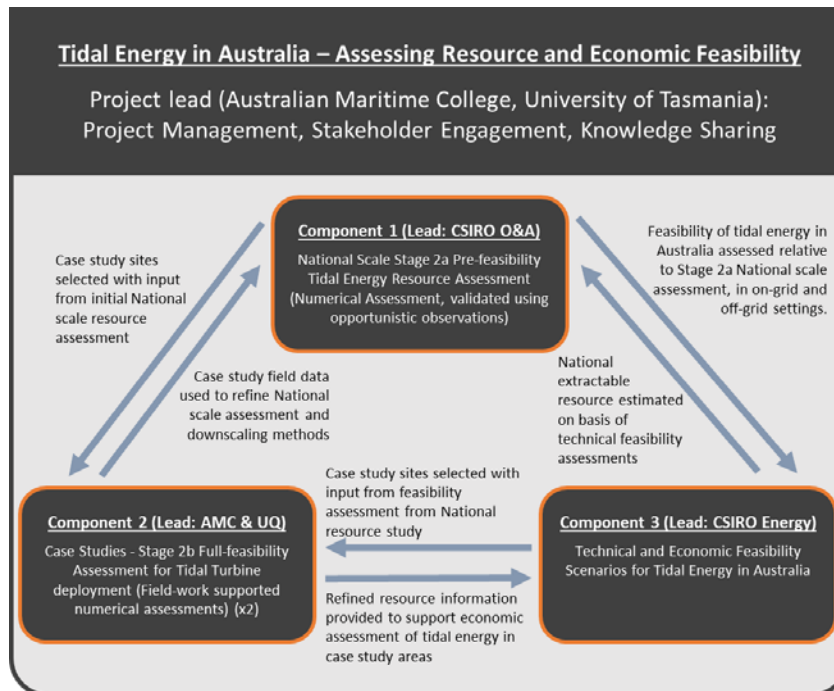 Tidal Energy in Australia – Assessing Resource and Economic Feasibility
Project lead (Australian Maritime College, University of Tasmania):
Project Management, Stakeholder Engagement, Knowledge Sharing
Component 1 (Lead: CSIRO O&A)
National Scale Stage 2a Pre-feasibility
Tidal Energy Resource Assessment
(Numerical Assessment, validated using
opportunistic observations)
Case study sites
selected with input
from initial National
scale resource
assessment
Feasibility of tidal energy in
Australia assessed relative
to Stage 2a National scale
assessment, in on-grid and
off-grid settings.
Case study field data
used to refine National
scale assessment and
downscaling methods
National
extractable
resource estimated
on basis of
technical feasibility
assessments
Case study sites selected with
input from feasibility
assessment from National
resource study
Component 2 (Lead: AMC & UQ)
Case Studies - Stage 2b Full-feasibility
Assessment for Tidal Turbine
deployment (Field-work supported
numerical assessments) (x2)
Component 3 (Lead: CSIRO Energy)
Technical and Economic Feasibility
Scenarios for Tidal Energy in Australia
Refined resource information
provided to support economic
assessment of tidal energy in
case study areas